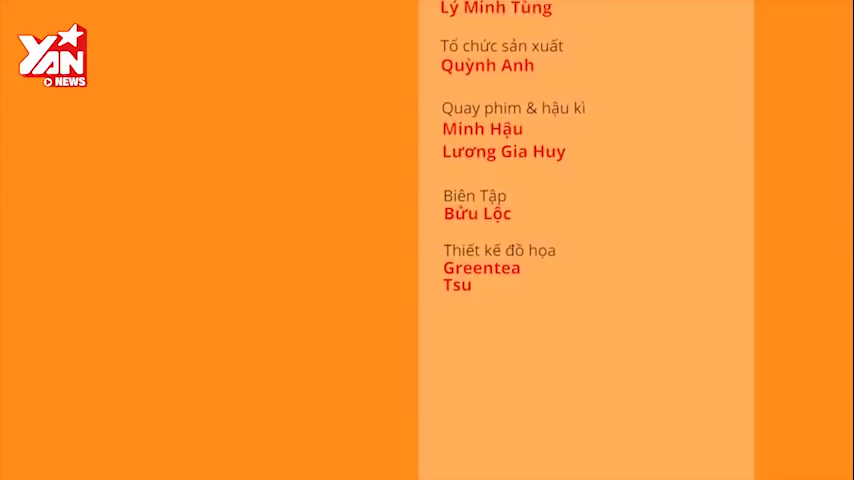 YAN
NEWS
Lý Minh Tùng
Tổ chức sản xuất
Quỳnh Anh
Quay phim & hậu kì
Minh Hậu
Lương Gia Huy
Biên Tập
Bửu Lộc
Thiết kế đồ họa
Greentea
Tsu